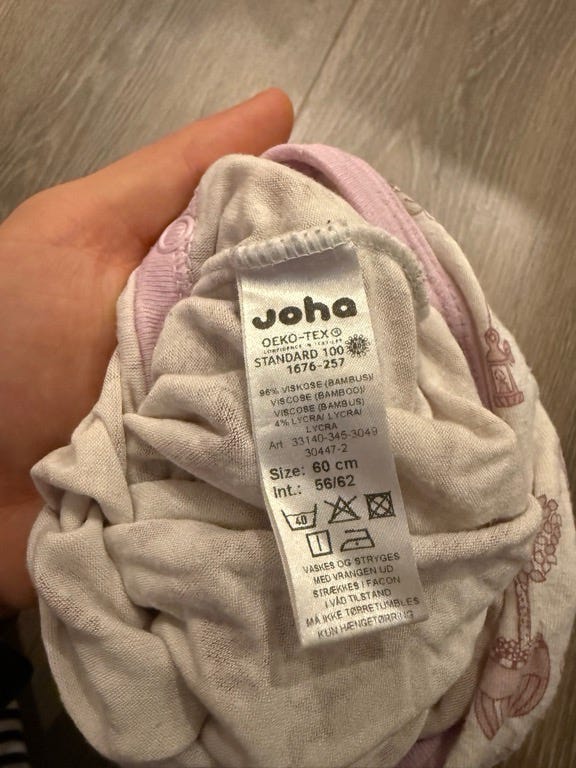 Joha
OEKO-TEX®
CONFIDENCE IN TEXTILES
STANDARD 100
1676-257
96% VISKOSE (BAMBUS)/
VISCOSE (BAMBOO)/
VISCOSE (BAMBUS)
4% LYCRA/ LYCRA/
LYCRA
Art. 33140-345-3049
30447-2
Size: 60 cm
Int.: 56/62
40
VASKES OG STRYGES
MED VRANGEN UD
STRÆKKES I FACON
I VÅD TILSTAND
MÅ IKKE TØRRETUMBLES
KUN HÆNGETØRRING